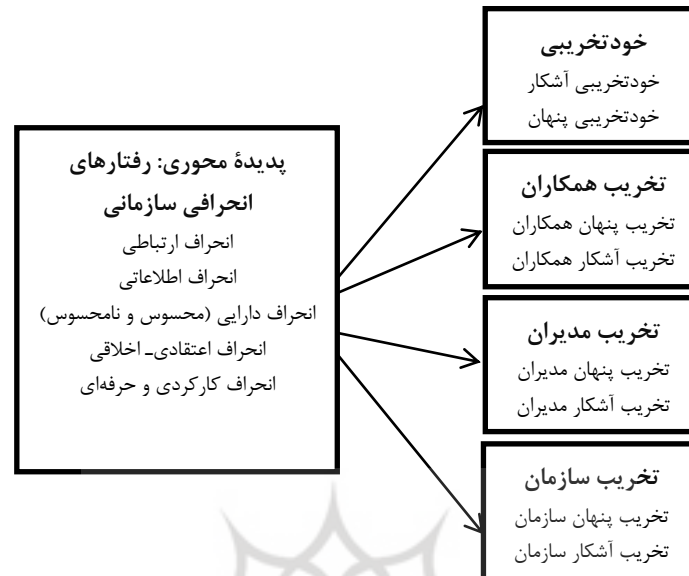 پدیدۀ محوری: رفتارهای
انحرافی سازمانی
انحراف ارتباطی
انحراف اطلاعاتی
انحراف دارایی (محسوس و نامحسوس)
انحراف اعتقادی- اخلاقی
انحراف کارکردی و حرفه‌ای
خودتخریبی
خودتخریبی آشکار
خودتخریبی پنهان
تخریب همکاران
تخریب پنهان همکاران
تخریب آشکار همکاران
تخریب مدیران
تخریب پنهان مدیران
تخریب آشکار مدیران
تخریب سازمان
تخریب پنهان سازمان
تخریب آشکار سازمان